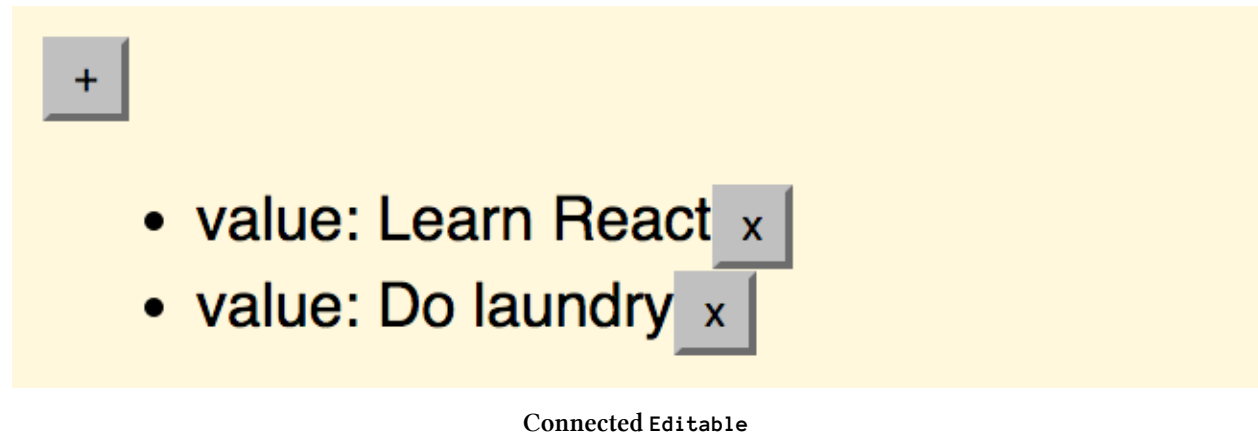 +
• value: Learn React x
• value: Do laundry x
Connected Editable